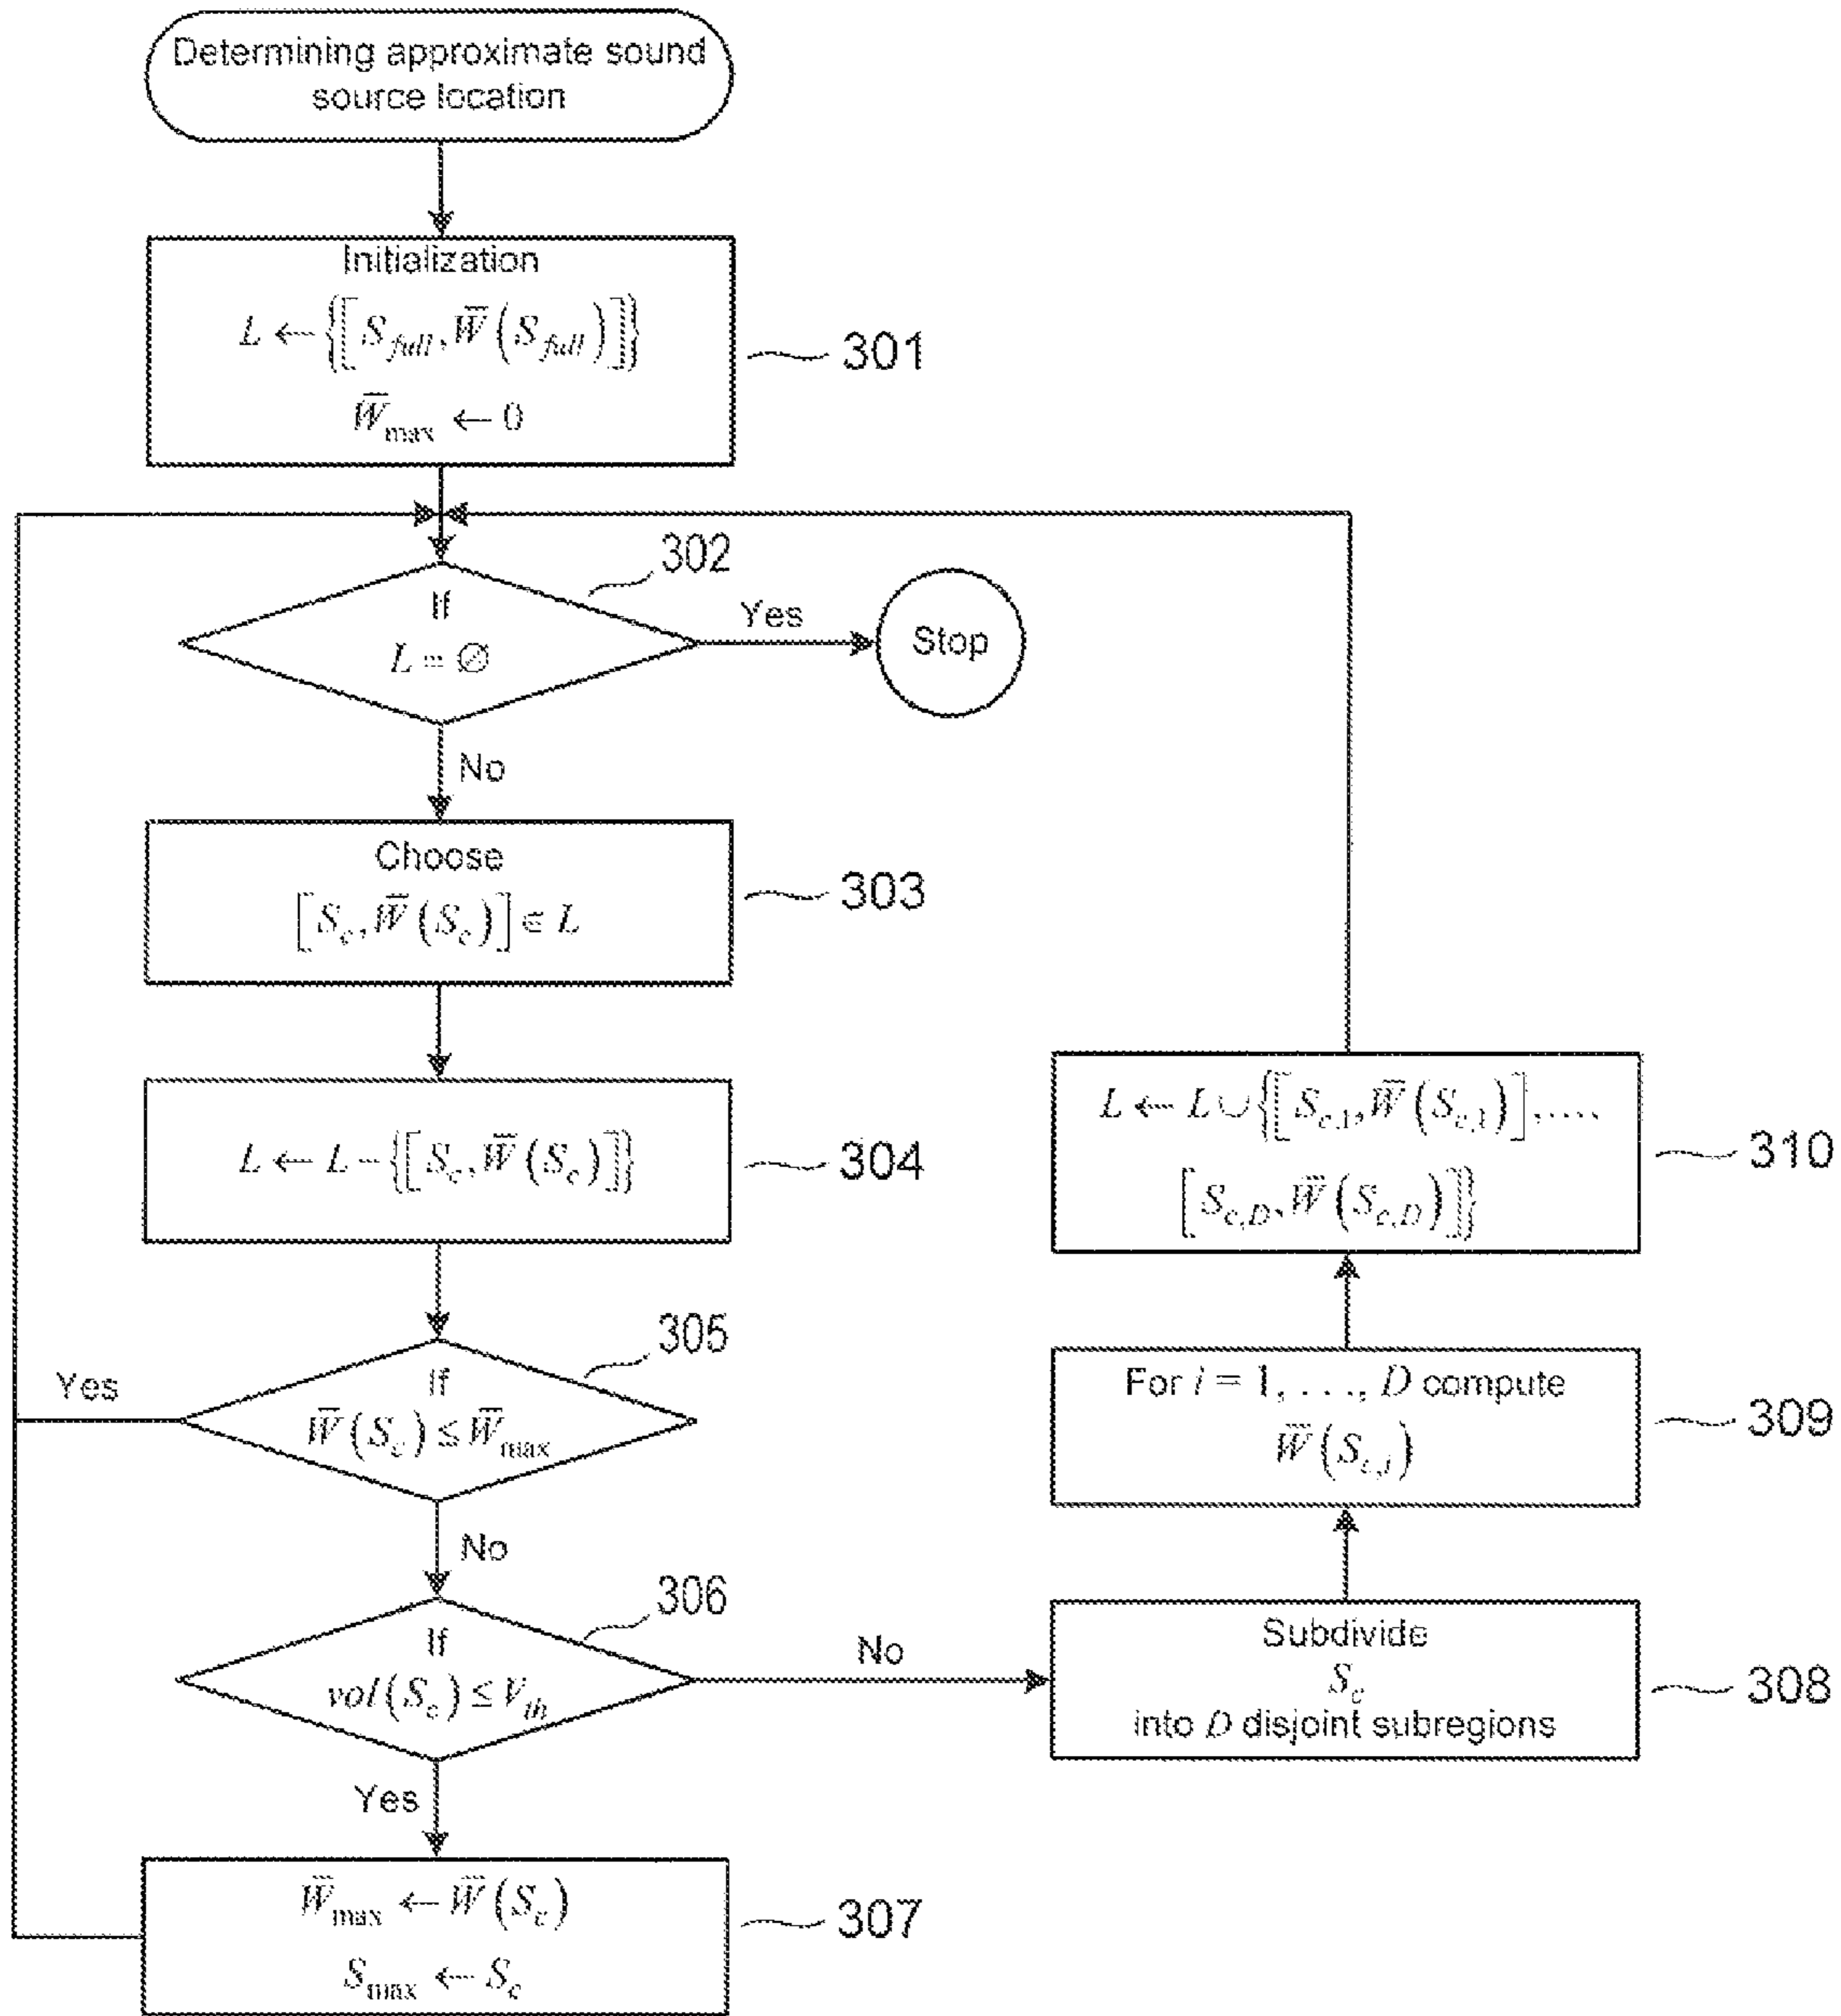 Determining approximate sound
source location
Initialization
L ← {[S_full, W̄(S_full)]}
W̄_max ← 0
301
302
If
L = ∅
Yes
Stop
No
Choose
[S_c, W̄(S_c)] ∈ L
303
L ← L - {[S_c, W̄(S_c)]}
304
305
If
W̄(S_c) ≤ W̄_max
Yes
No
306
If
vol(S_c) ≤ V_th
No
Yes
W̄_max ← W̄(S_c)
S_max ← S_c
307
Subdivide
S_c
into D disjoint subregions
308
For i = 1, . . ., D compute
W̄(S_c,i)
309
L ← L ∪ {[S_c,1, W̄(S_c,1)], ...,
[S_c,D, W̄(S_c,D)]}
310